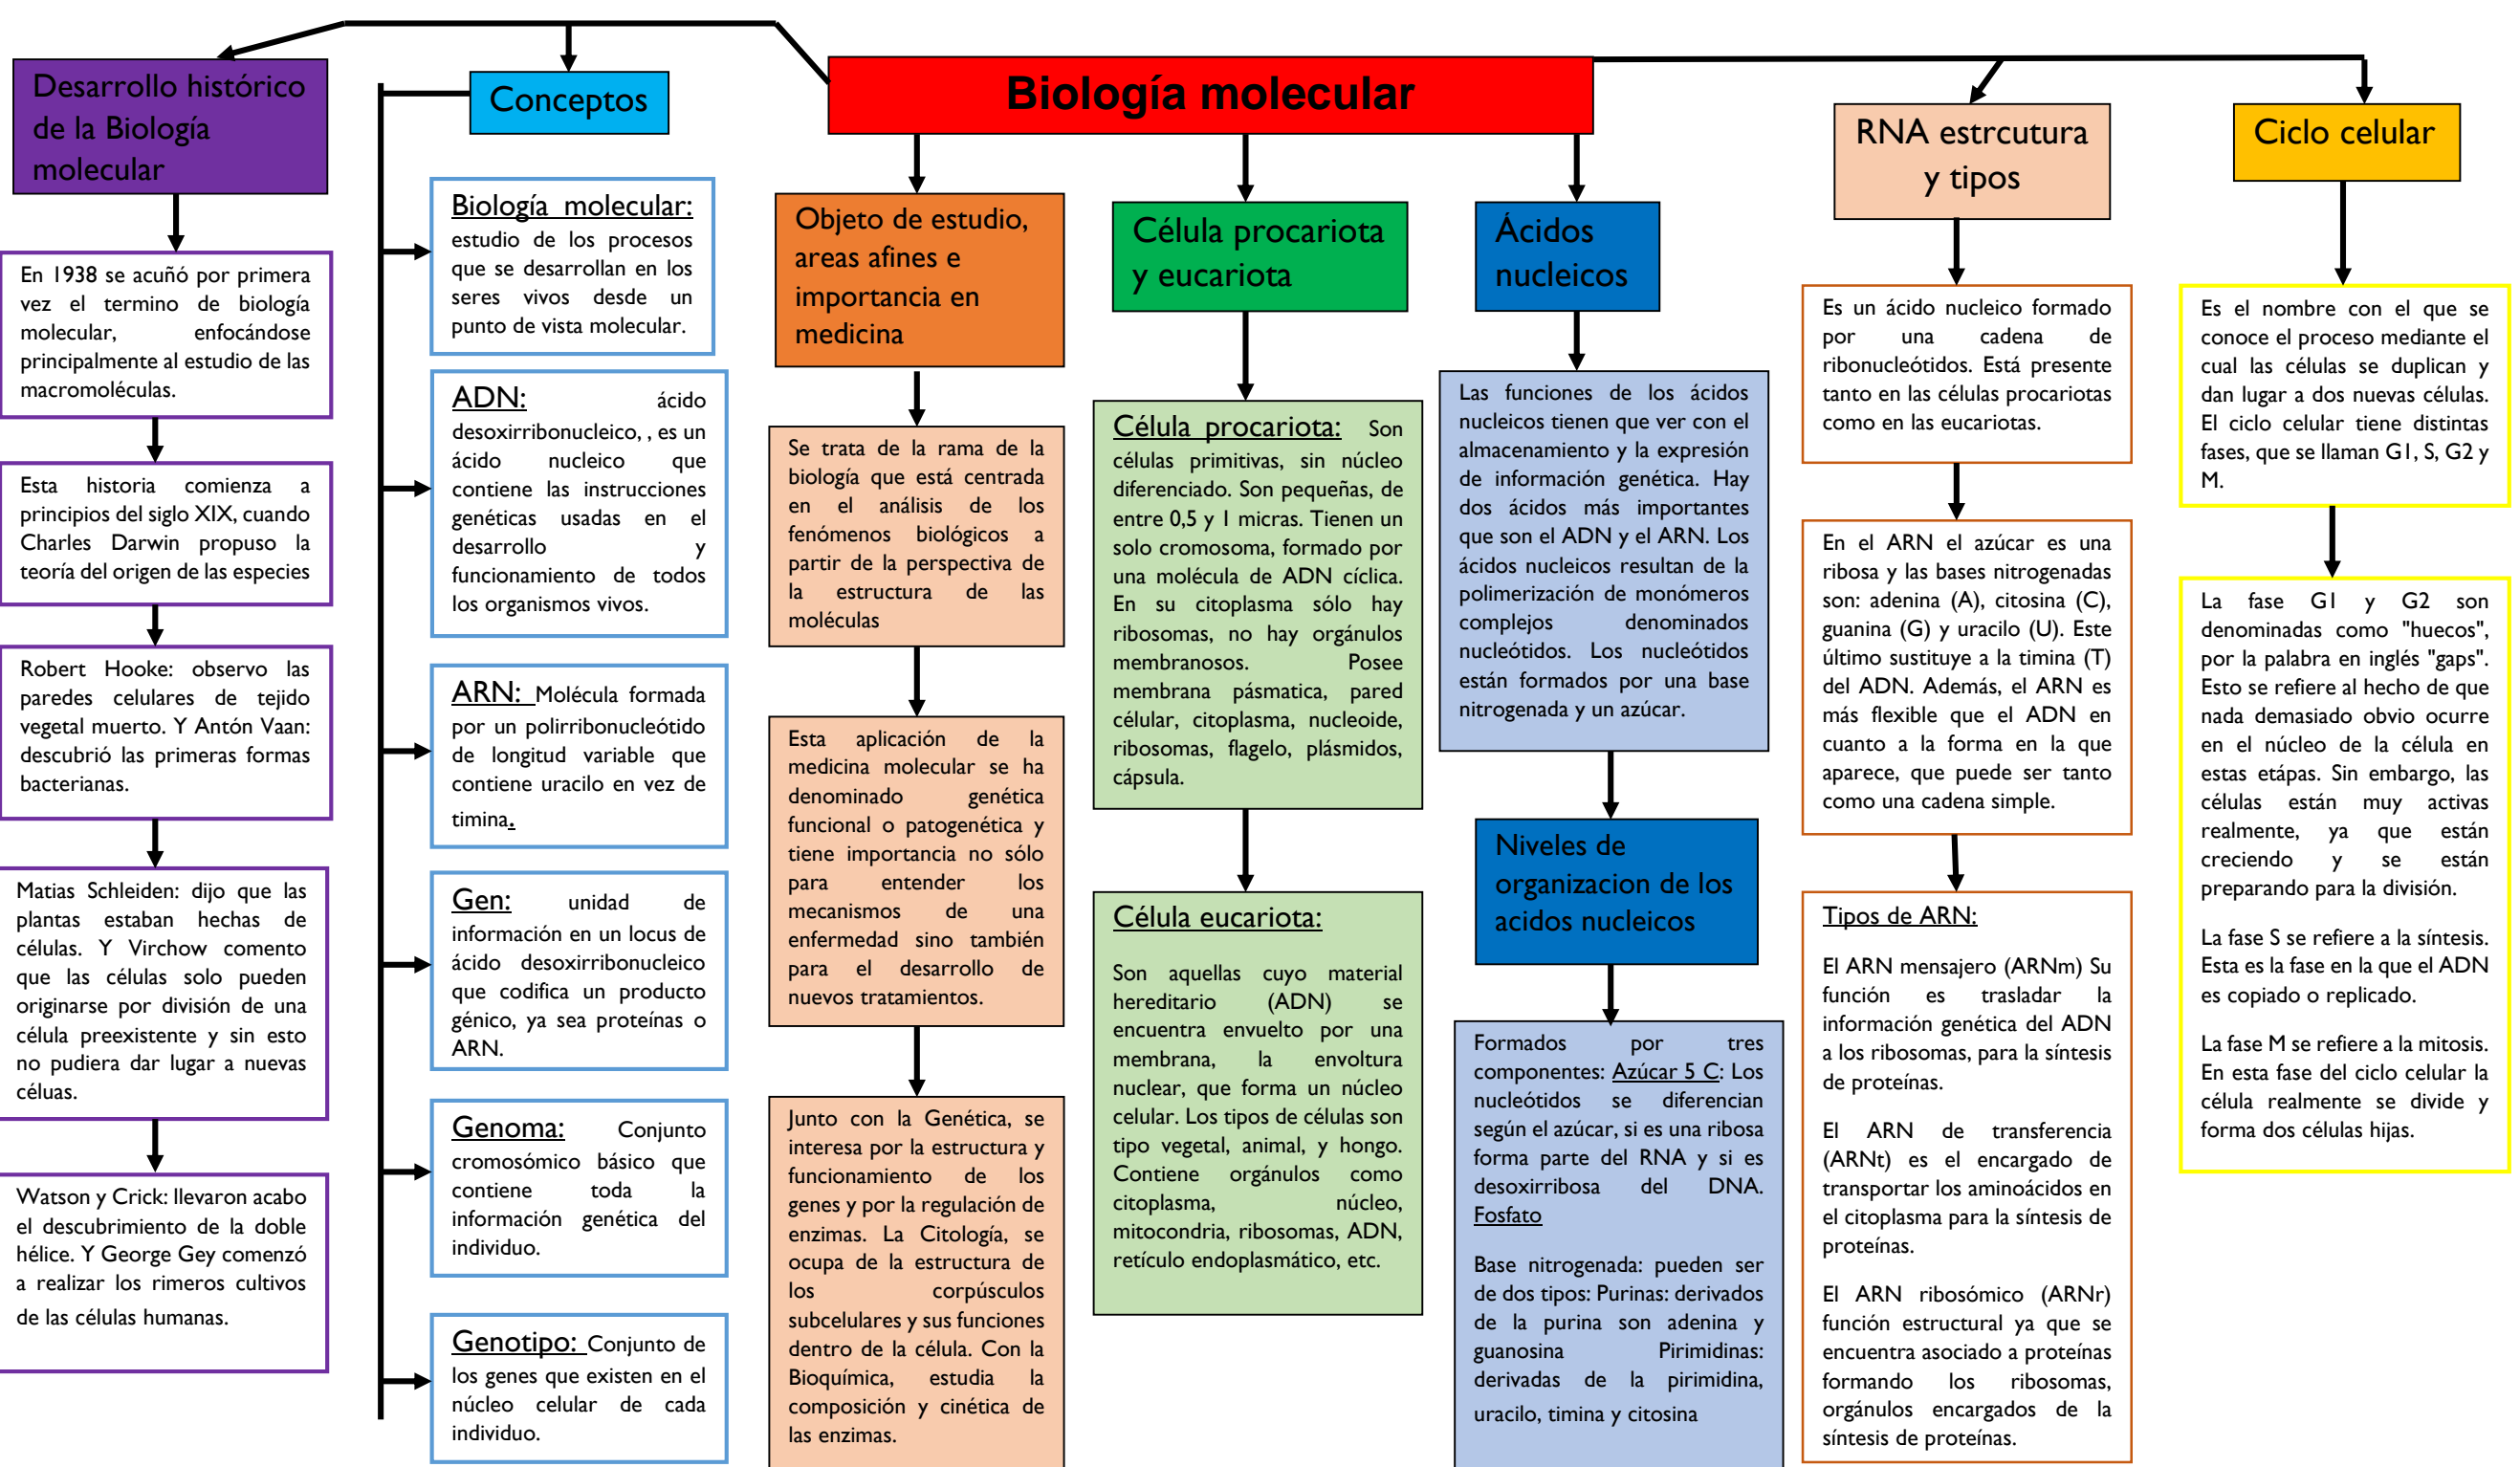 Biología molecular
Desarrollo histórico
de la Biología
molecular
En 1938 se acuñó por primera
vez el termino de biología
molecular, enfocándose
principalmente al estudio de las
macromoléculas.
Esta historia comienza a
principios del siglo XIX, cuando
Charles Darwin propuso la
teoría del origen de las especies
Robert Hooke: observo las
paredes celulares de tejido
vegetal muerto. Y Antón Vaan:
descubrió las primeras formas
bacterianas.
Matias Schleiden: dijo que las
plantas estaban hechas de
células. Y Virchow comento
que las células solo pueden
originarse por división de una
célula preexistente y sin esto
no pudiera dar lugar a nuevas
céluas.
Watson y Crick: llevaron acabo
el descubrimiento de la doble
hélice. Y George Gey comenzó
a realizar los rimeros cultivos
de las células humanas.
Conceptos
Biología molecular:
estudio de los procesos
que se desarrollan en los
seres vivos desde un
punto de vista molecular.
ADN: ácido
desoxirribonucleico, , es un
ácido nucleico que
contiene las instrucciones
genéticas usadas en el
desarrollo y
funcionamiento de todos
los organismos vivos.
ARN: Molécula formada
por un polirribonucleótido
de longitud variable que
contiene uracilo en vez de
timina.
Gen: unidad de
información en un locus de
ácido desoxirribonucleico
que codifica un producto
génico, ya sea proteínas o
ARN.
Genoma: Conjunto
cromosómico básico que
contiene toda la
información genética del
individuo.
Genotipo: Conjunto de
los genes que existen en el
núcleo celular de cada
individuo.
Objeto de estudio,
areas afines e
importancia en
medicina
Se trata de la rama de la
biología que está centrada
en el análisis de los
fenómenos biológicos a
partir de la perspectiva de
la estructura de las
moléculas
Esta aplicación de la
medicina molecular se ha
denominado genética
funcional o patogenética y
tiene importancia no sólo
para entender los
mecanismos de una
enfermedad sino también
para el desarrollo de
nuevos tratamientos.
Junto con la Genética, se
interesa por la estructura y
funcionamiento de los
genes y por la regulación de
enzimas. La Citología, se
ocupa de la estructura de
los corpúsculos
subcelulares y sus funciones
dentro de la célula. Con la
Bioquímica, estudia la
composición y cinética de
las enzimas.
Célula procariota
y eucariota
Célula procariota: Son
células primitivas, sin núcleo
diferenciado. Son pequeñas, de
entre 0,5 y 1 micras. Tienen un
solo cromosoma, formado por
una molécula de ADN cíclica.
En su citoplasma sólo hay
ribosomas, no hay orgánulos
membranosos. Posee
membrana pásmatica, pared
célular, citoplasma, nucleoide,
ribosomas, flagelo, plásmidos,
cápsula.
Célula eucariota:
Son aquellas cuyo material
hereditario (ADN) se
encuentra envuelto por una
membrana, la envoltura
nuclear, que forma un núcleo
celular. Los tipos de células son
tipo vegetal, animal, y hongo.
Contiene orgánulos como
citoplasma, núcleo,
mitocondria, ribosomas, ADN,
retículo endoplasmático, etc.
Ácidos
nucleicos
Las funciones de los ácidos
nucleicos tienen que ver con el
almacenamiento y la expresión
de información genética. Hay
dos ácidos más importantes
que son el ADN y el ARN. Los
ácidos nucleicos resultan de la
polimerización de monómeros
complejos denominados
nucleótidos. Los nucleótidos
están formados por una base
nitrogenada y un azúcar.
Niveles de
organizacion de los
acidos nucleicos
Formados por tres
componentes: Azúcar 5 C: Los
nucleótidos se diferencian
según el azúcar, si es una ribosa
forma parte del RNA y si es
desoxirribosa del DNA.
Fosfato
Base nitrogenada: pueden ser
de dos tipos: Purinas: derivados
de la purina son adenina y
guanosina Pirimidinas:
derivadas de la pirimidina,
uracilo, timina y citosina
RNA estrcutura
y tipos
Es un ácido nucleico formado
por una cadena de
ribonucleótidos. Está presente
tanto en las células procariotas
como en las eucariotas.
En el ARN el azúcar es una
ribosa y las bases nitrogenadas
son: adenina (A), citosina (C),
guanina (G) y uracilo (U). Este
último sustituye a la timina (T)
del ADN. Además, el ARN es
más flexible que el ADN en
cuanto a la forma en la que
aparece, que puede ser tanto
como una cadena simple.
Tipos de ARN:
El ARN mensajero (ARNm) Su
función es trasladar la
información genética del ADN
a los ribosomas, para la síntesis
de proteínas.
El ARN de transferencia
(ARNt) es el encargado de
transportar los aminoácidos en
el citoplasma para la síntesis de
proteínas.
El ARN ribosómico (ARNr)
función estructural ya que se
encuentra asociado a proteínas
formando los ribosomas,
orgánulos encargados de la
síntesis de proteínas.
Ciclo celular
Es el nombre con el que se
conoce el proceso mediante el
cual las células se duplican y
dan lugar a dos nuevas células.
El ciclo celular tiene distintas
fases, que se llaman G1, S, G2 y
M.
La fase G1 y G2 son
denominadas como "huecos",
por la palabra en inglés "gaps".
Esto se refiere al hecho de que
nada demasiado obvio ocurre
en el núcleo de la célula en
estas etápas. Sin embargo, las
células están muy activas
realmente, ya que están
creciendo y se están
preparando para la división.
La fase S se refiere a la síntesis.
Esta es la fase en la que el ADN
es copiado o replicado.
La fase M se refiere a la mitosis.
En esta fase del ciclo celular la
célula realmente se divide y
forma dos células hijas.